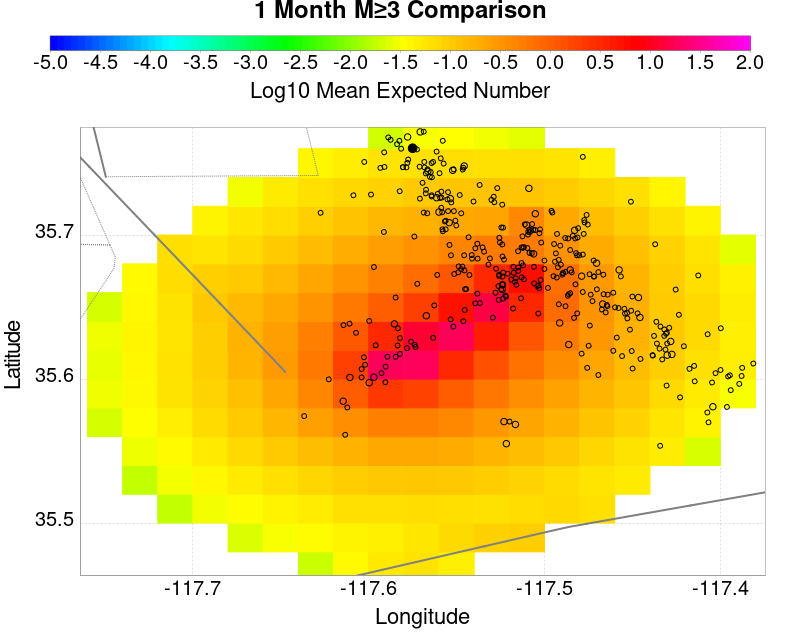 1 Month M≥3 Comparison
-5.0 -4.5 -4.0 -3.5 -3.0 -2.5 -2.0 -1.5 -1.0 -0.5 0.0 0.5 1.0 1.5 2.0
Log10 Mean Expected Number
35.7
Latitude
35.6
35.5
-117.7 -117.6 -117.5 -117.4
Longitude